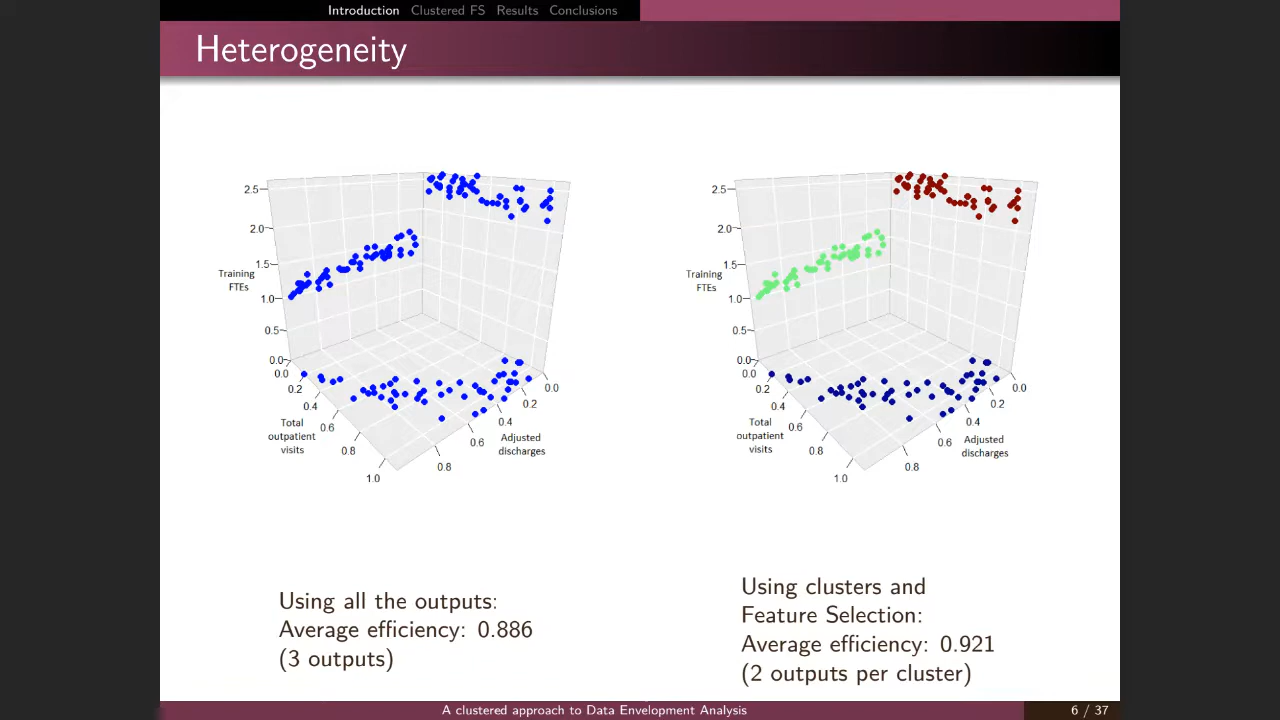 Introduction Clustered FS Results Conclusions
Heterogeneity
2.5
2.0
1.5
1.0
0.5
0.0
Training
FTEs
0.0
0.2
0.4
0.6
0.8
1.0
Total
outpatient
visits
0.0
0.2
0.4
0.6
0.8
Adjusted
discharges
2.5
2.0
1.5
1.0
0.5
0.0
Training
FTEs
0.0
0.2
0.4
0.6
0.8
1.0
Total
outpatient
visits
0.0
0.2
0.4
0.6
0.8
Adjusted
discharges
Using all the outputs:
Average efficiency: 0.886
(3 outputs)
Using clusters and
Feature Selection:
Average efficiency: 0.921
(2 outputs per cluster)
A clustered approach to Data Envelopment Analysis
6 / 37